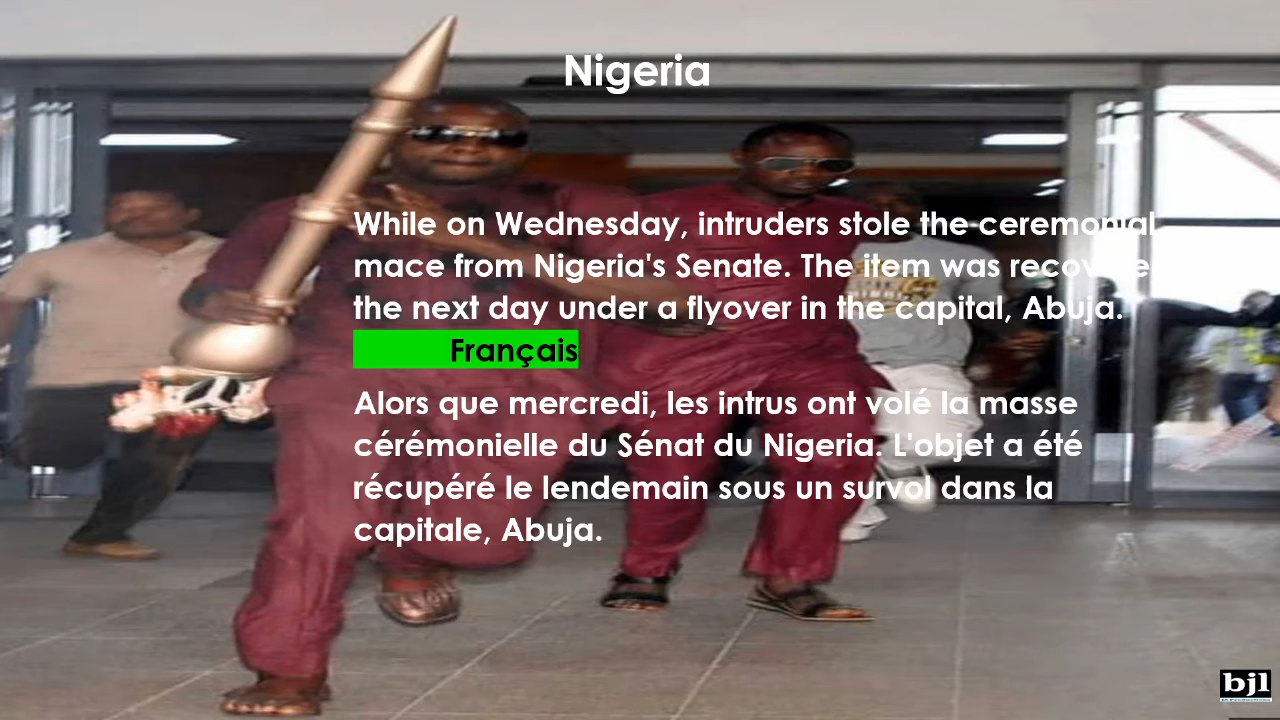 Nigeria
While on Wednesday, intruders stole the ceremonial
mace from Nigeria's Senate. The item was recovered
the next day under a flyover in the capital, Abuja.
Français
Alors que mercredi, les intrus ont volé la masse
cérémonielle du Sénat du Nigeria. L'objet a été
récupéré le lendemain sous un survol dans la
capitale, Abuja.
bjl